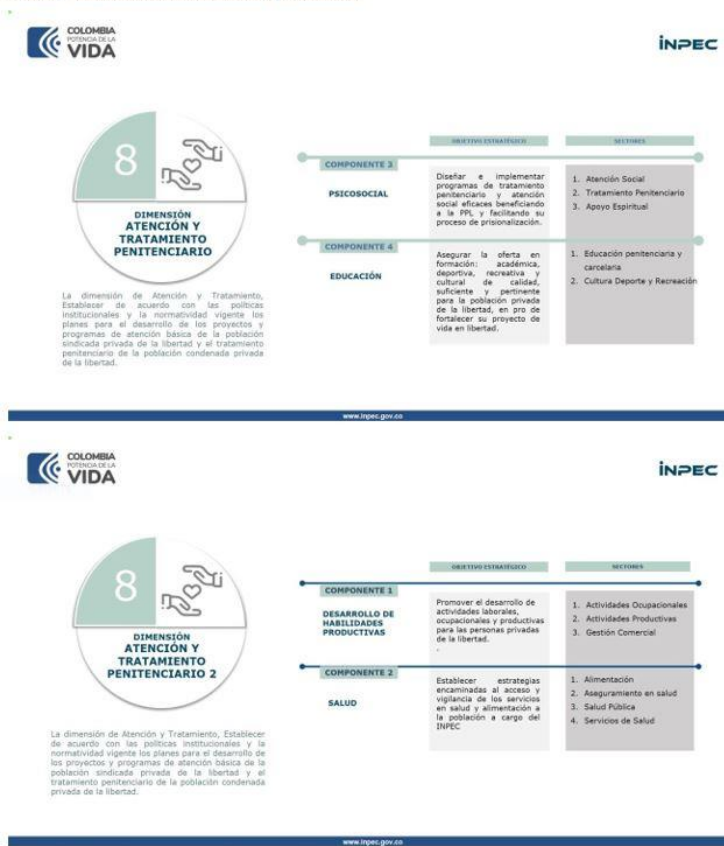 COLOMBIA
POTENCIA DE LA
VIDA
INPEC
8
DIMENSIÓN
ATENCIÓN Y
TRATAMIENTO
PENITENCIARIO
La dimensión de Atención y Tratamiento,
Establecer de acuerdo con las políticas
institucionales y la normatividad vigente los
planes para el desarrollo de los proyectos y
programas de atención básica de la población
sindicada privada de la libertad y el tratamiento
penitenciario de la población condenada privada
de la libertad.
OBJETIVO ESTRATÉGICO
SECTORES
COMPONENTE 3
PSICOSOCIAL
Diseñar e implementar
programas de tratamiento
penitenciario y atención
social eficaces beneficiando
a la PPL y facilitando su
proceso de prisionalización.
1. Atención Social
2. Tratamiento Penitenciario
3. Apoyo Espiritual
COMPONENTE 4
EDUCACIÓN
Asegurar la oferta en
formación: académica,
deportiva, recreativa y
cultural de calidad,
suficiente y pertinente
para la población privada
de la libertad, en pro de
fortalecer su proyecto de
vida en libertad.
1. Educación penitenciaria y
carcelaria
2. Cultura Deporte y Recreación
www.inpec.gov.co
COLOMBIA
POTENCIA DE LA
VIDA
INPEC
8
DIMENSIÓN
ATENCIÓN Y
TRATAMIENTO
PENITENCIARIO 2
La dimensión de Atención y Tratamiento, Establecer
de acuerdo con las políticas institucionales y la
normatividad vigente los planes para el desarrollo de
los proyectos y programas de atención básica de la
población sindicada privada de la libertad y el
tratamiento penitenciario de la población condenada
privada de la libertad.
OBJETIVO ESTRATÉGICO
SECTORES
COMPONENTE 1
DESARROLLO DE
HABILIDADES
PRODUCTIVAS
Promover el desarrollo de
actividades laborales,
ocupacionales y productivas
para las personas privadas
de la libertad.
.
1. Actividades Ocupacionales
2. Actividades Productivas
3. Gestión Comercial
COMPONENTE 2
SALUD
Establecer estrategias
encaminadas al acceso y
vigilancia de los servicios
en salud y alimentación a
la población a cargo del
INPEC
1. Alimentación
2. Aseguramiento en salud
3. Salud Pública
4. Servicios de Salud
www.inpec.gov.co